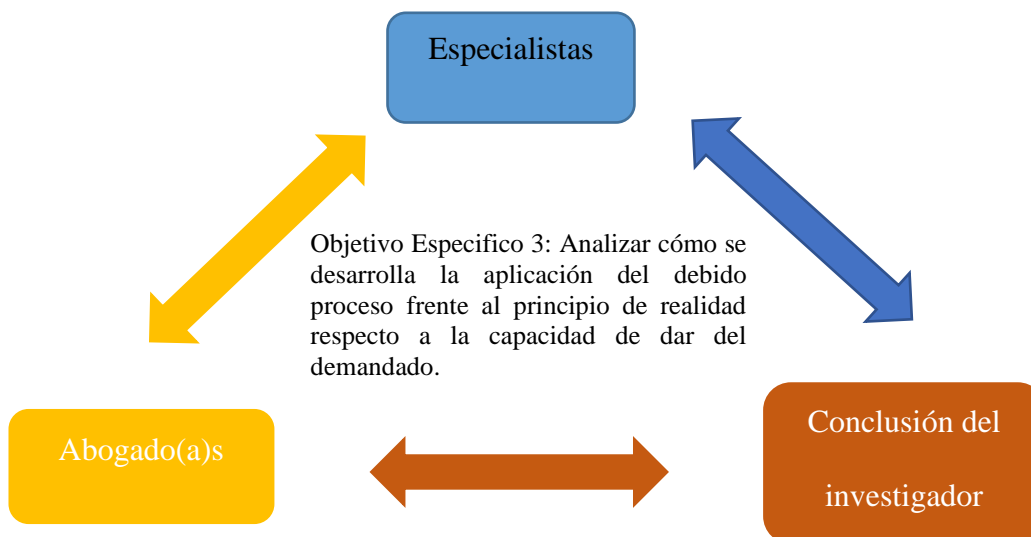 Especialistas
Objetivo Especifico 3: Analizar cómo se
desarrolla la aplicación del debido
proceso frente al principio de realidad
respecto a la capacidad de dar del
demandado.
Abogado(a)s
Conclusión del
investigador